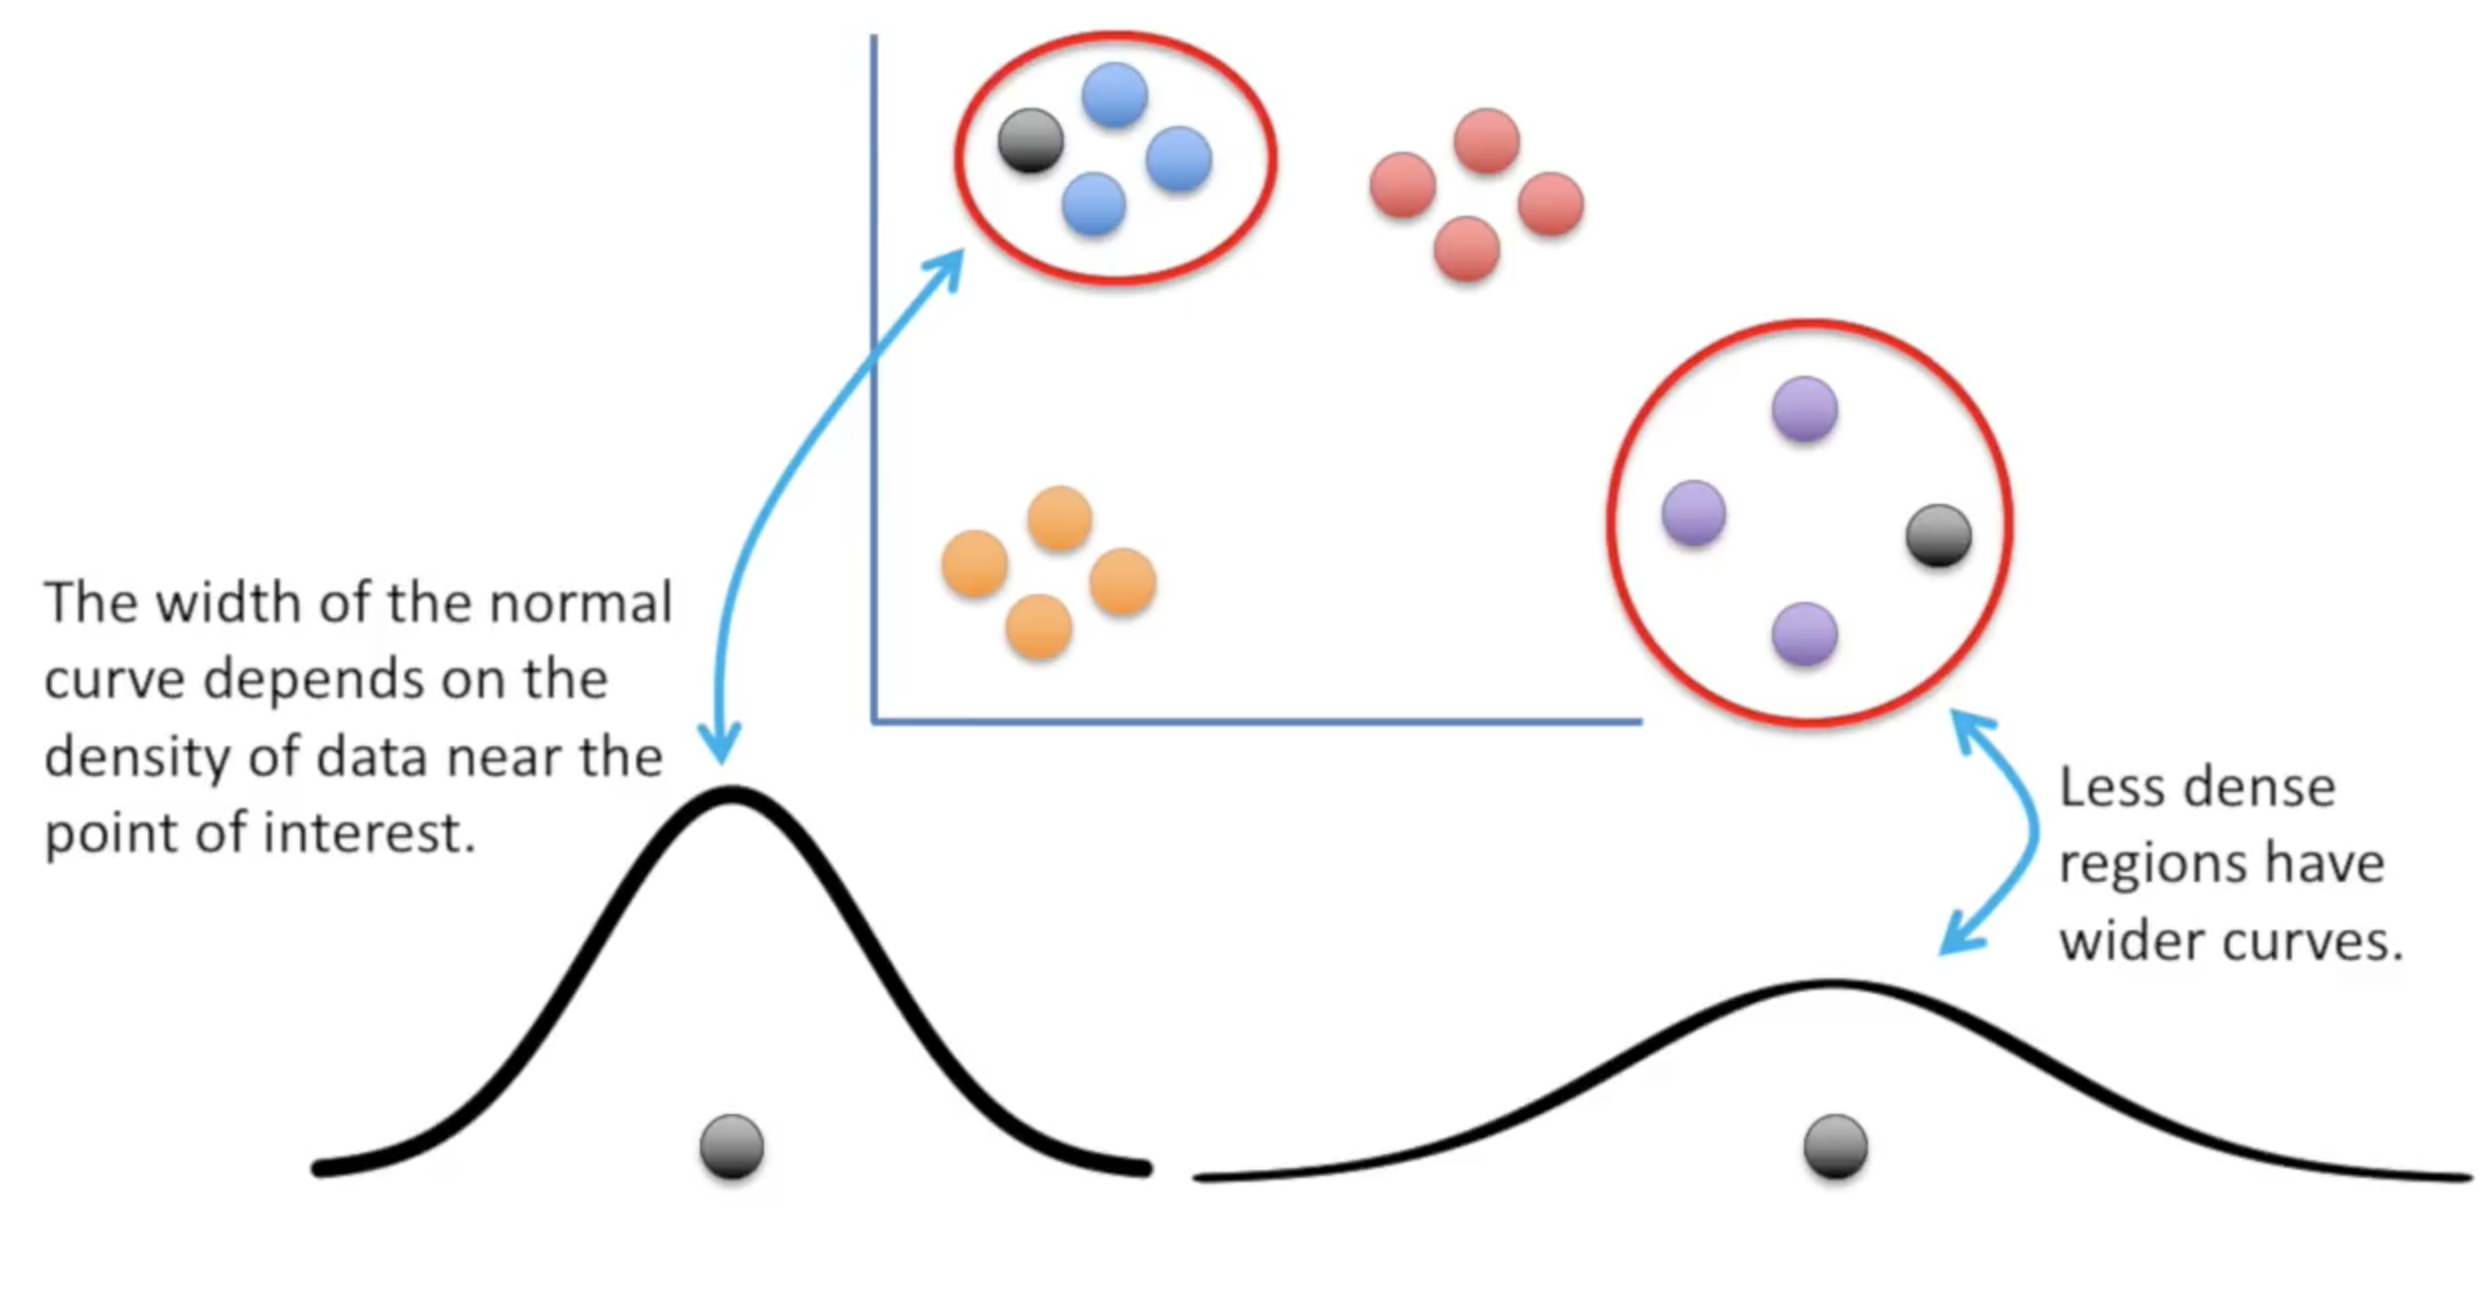 The width of the normal
curve depends on the
density of data near the
point of interest.
Less dense
regions have
wider curves.